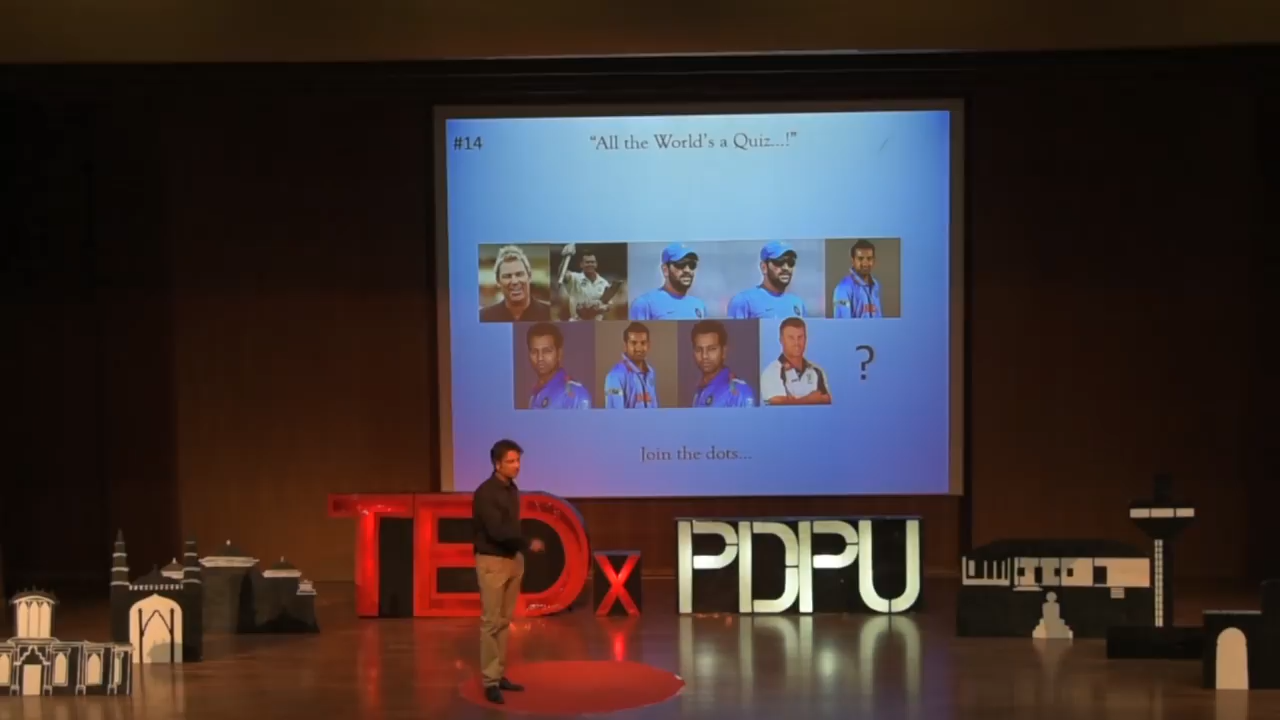 #14
“All the World’s a Quiz...!”
?
Join the dots...
TEDx PDPU